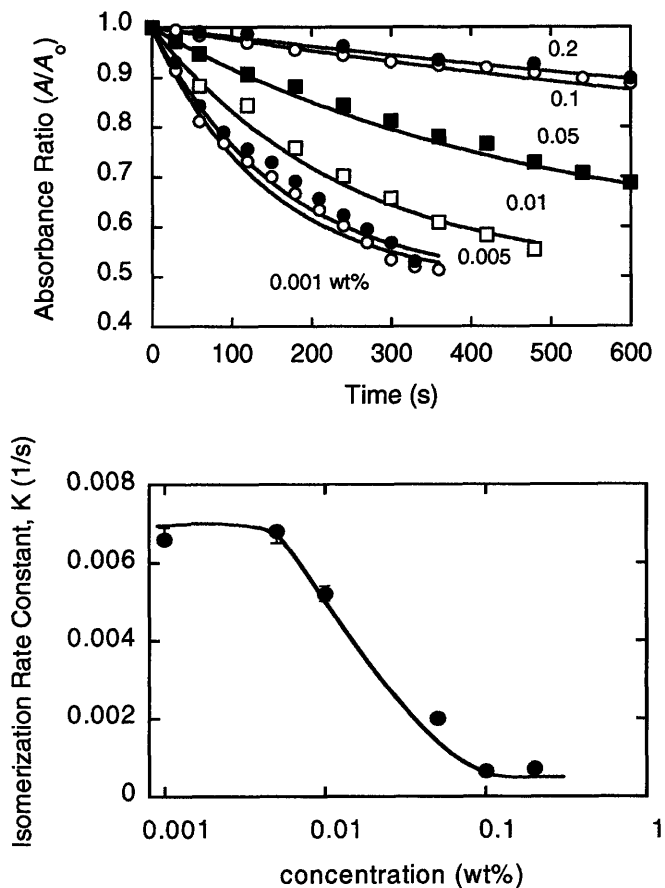 Absorbance Ratio (A/Ao)
1.0
0.9
0.8
0.7
0.6
0.5
0.4
0.2
0.1
0.05
0.01
0.005
0.001 wt%
0 100 200 300 400 500 600
Time (s)
Isomerization Rate Constant, K (1/s)
0.008
0.006
0.004
0.002
0
0.001 0.01 0.1 1
concentration (wt%)